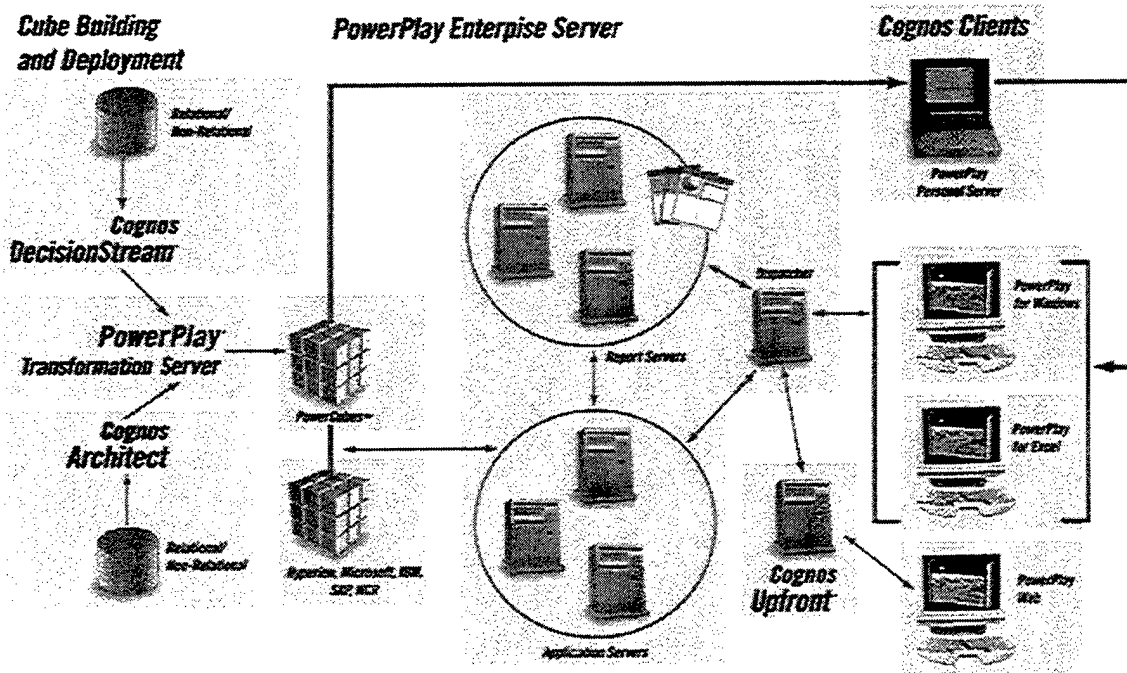 Cube Building
and Deployment
Relational/
Non-Relational
Cognos
DecisionStream
PowerPlay
Transformation Server
Cognos
Architect
Relational/
Non-Relational
PowerPlay Enterpise Server
PowerCubes™
Hyperion, Microsoft, IBM,
SAP, NCR
Report Servers
Application Servers
Dispatcher
Cognos
Upfront
Cognos Clients
PowerPlay
Personal Server
PowerPlay
for Windows
PowerPlay
for Excel
PowerPlay
Web